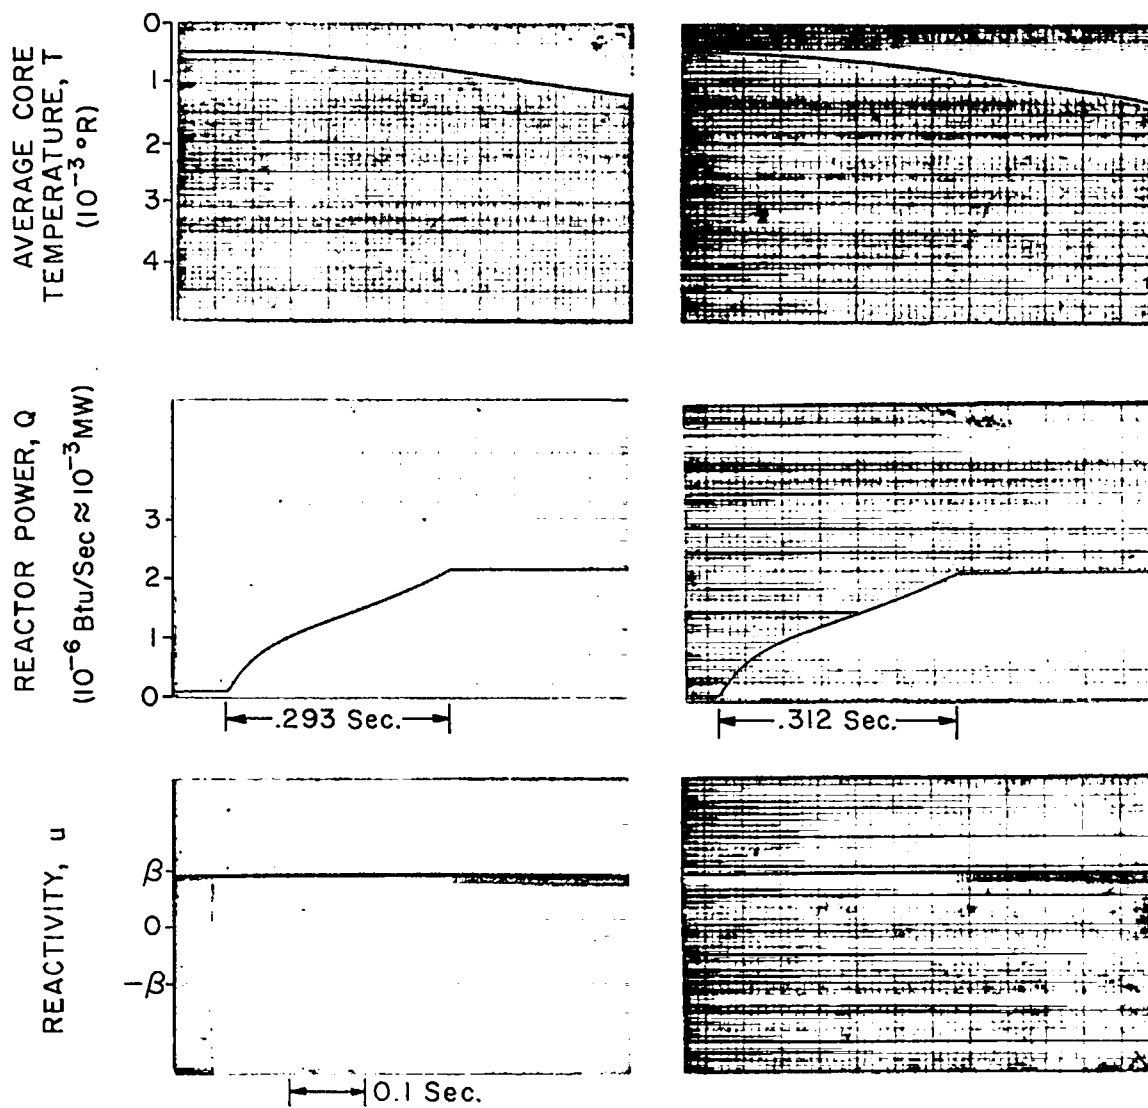 AVERAGE CORE
TEMPERATURE, T
(10⁻³ °R)
0
1
2
3
4
REACTOR POWER, Q
(10⁻⁶ Btu/Sec ≈ 10⁻³ MW)
3
2
1
0
.293 Sec.
.312 Sec.
REACTIVITY, u
β
0
-β
0.1 Sec.